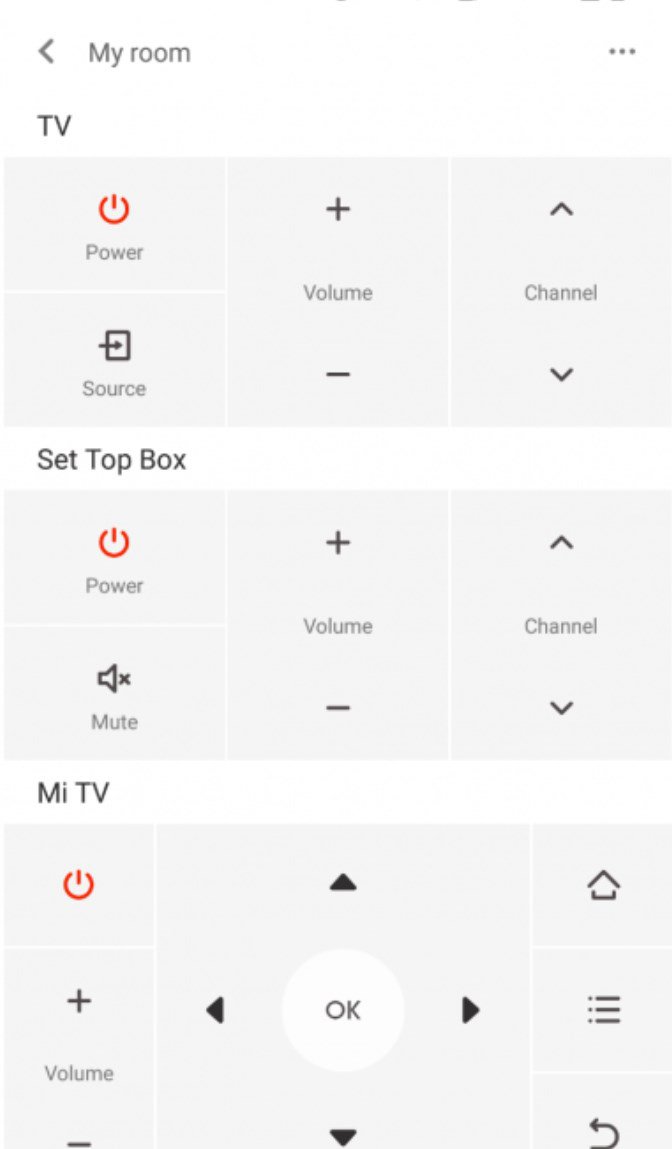 My room
TV
Power
Volume
Channel
Source
Set Top Box
Power
Volume
Channel
Mute
Mi TV
OK
Volume